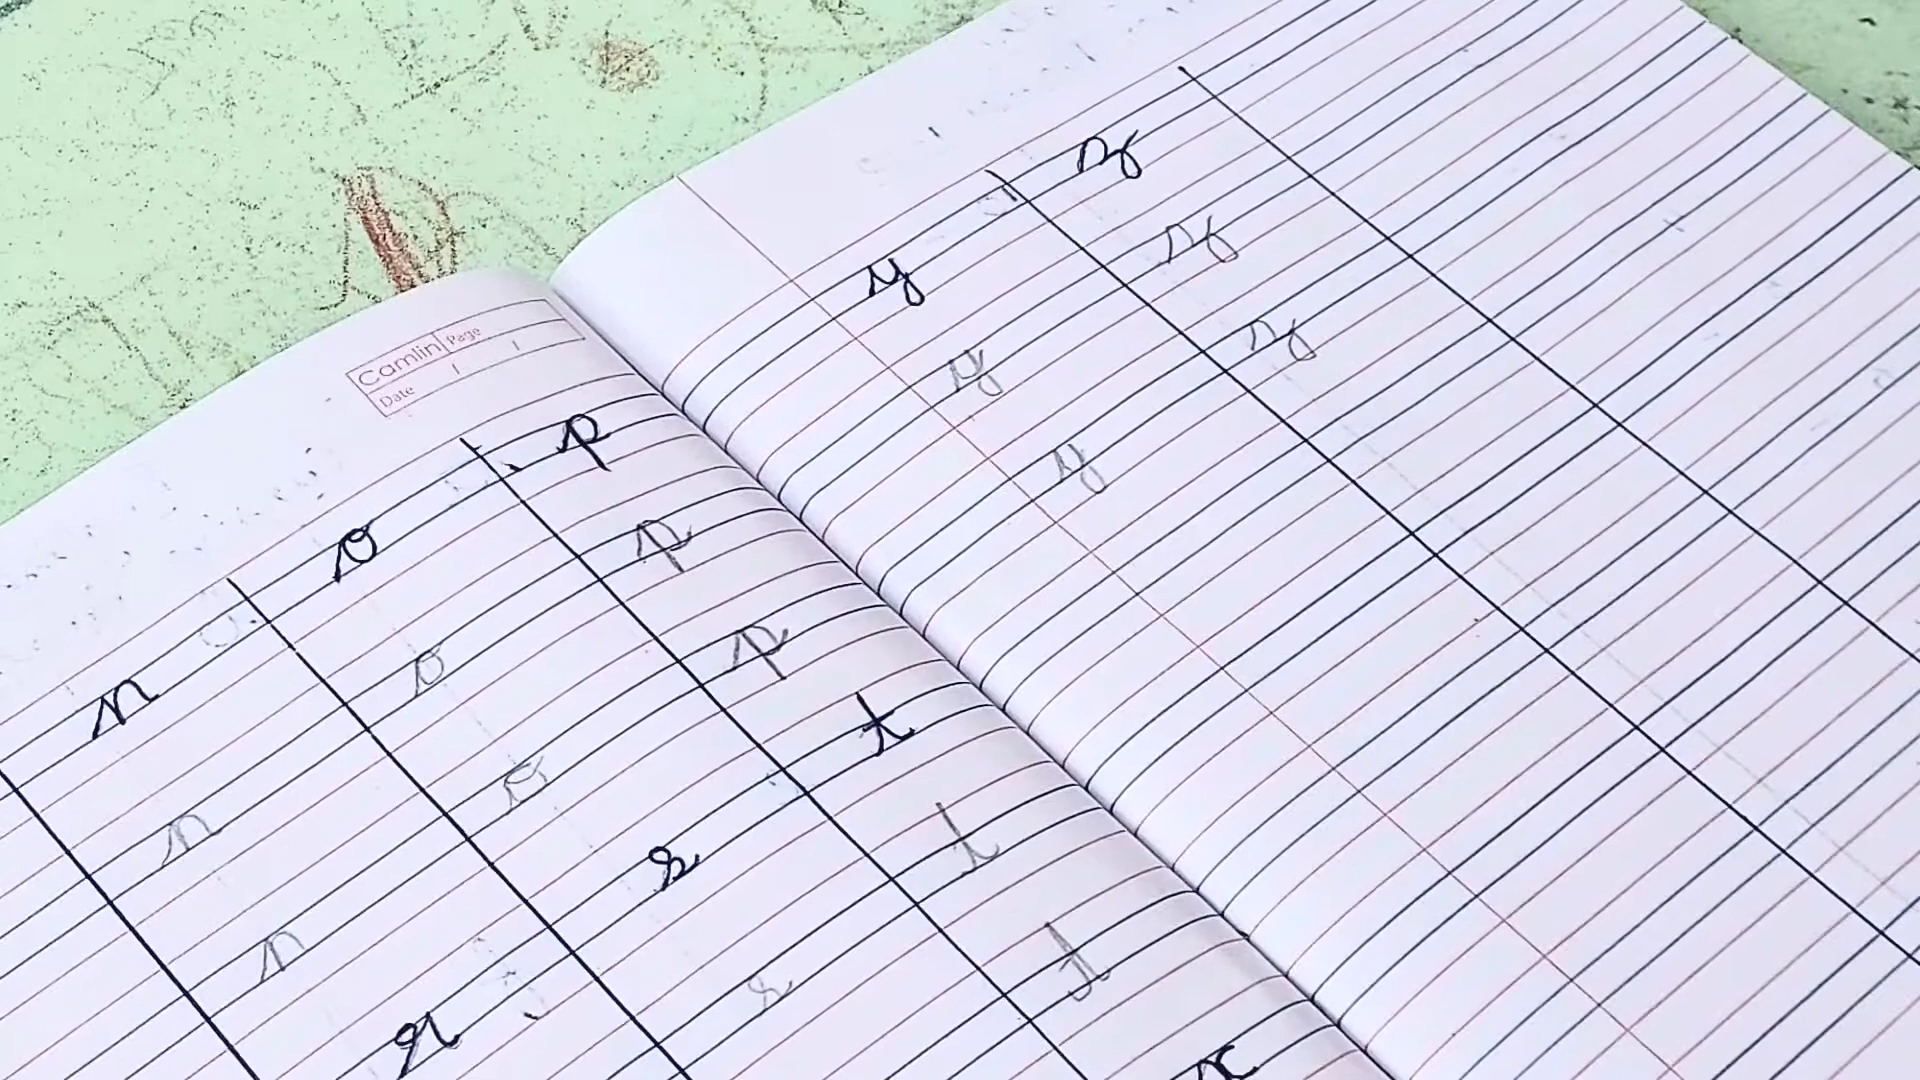 Camlin Page
Date / /
n o p
n o p
n o p
r s t
s t
t
x
y z
y z
y z